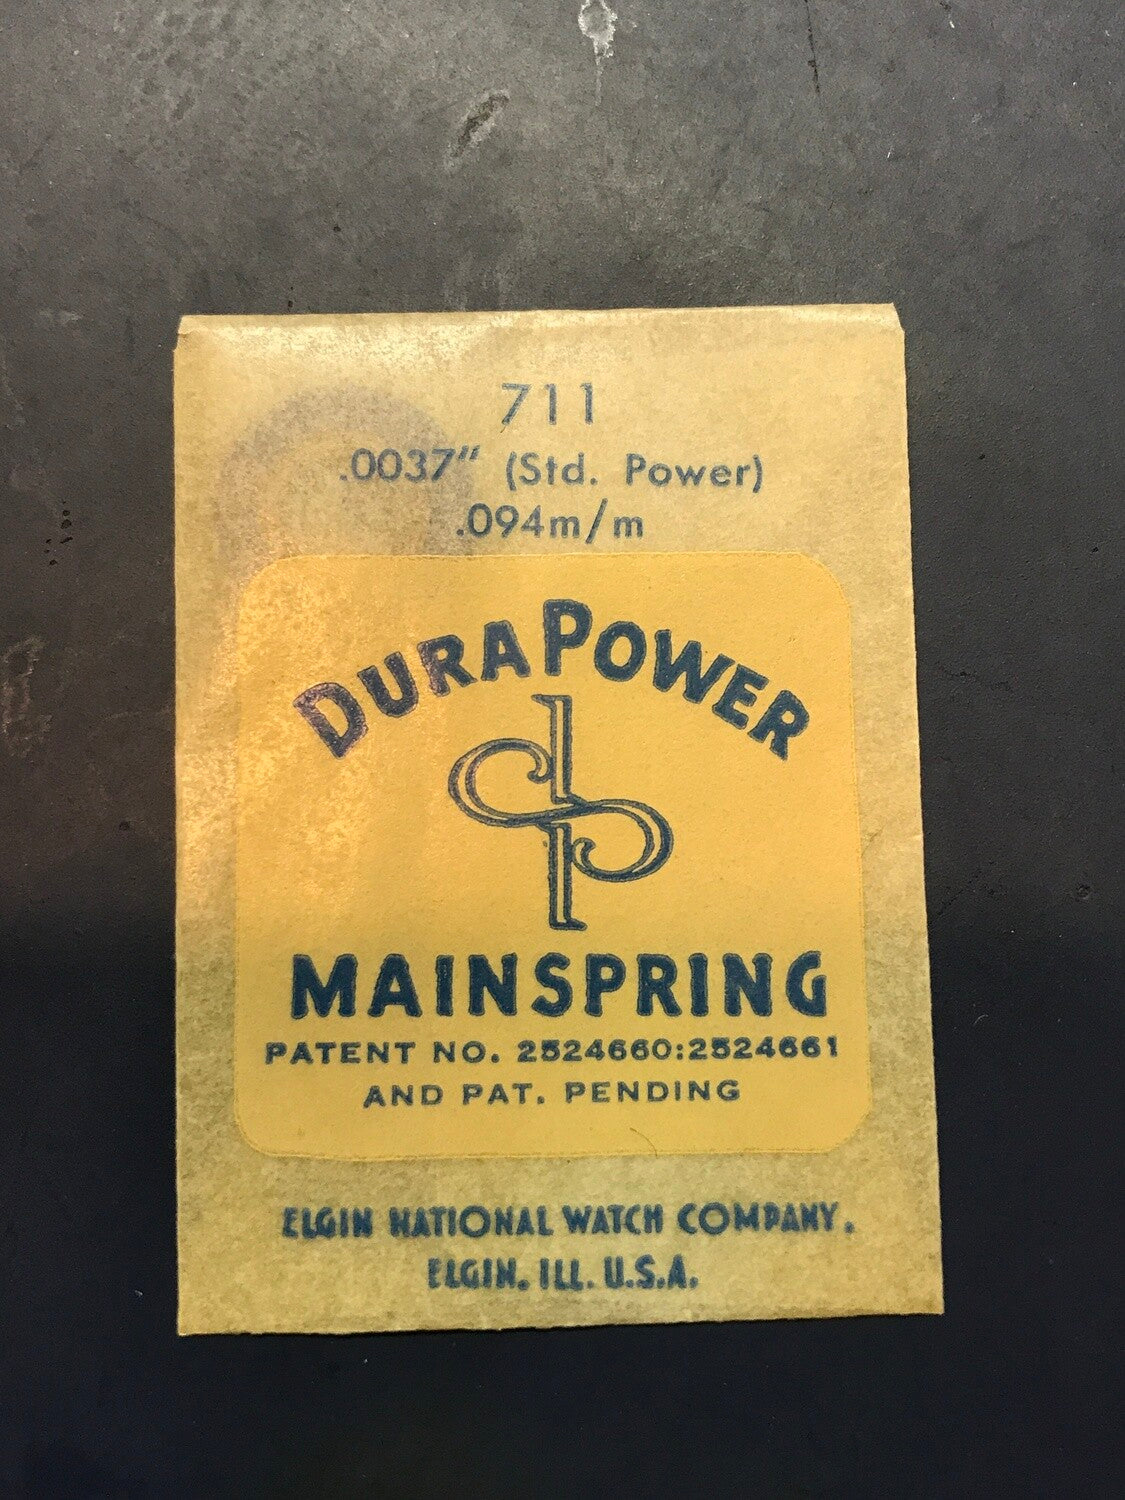 711
.0037" (Std. Power)
.094m/m
DURAPOWER
dp
MAINSPRING
PATENT NO. 2524660:2524661
AND PAT. PENDING
ELGIN NATIONAL WATCH COMPANY.
ELGIN. ILL. U.S.A.